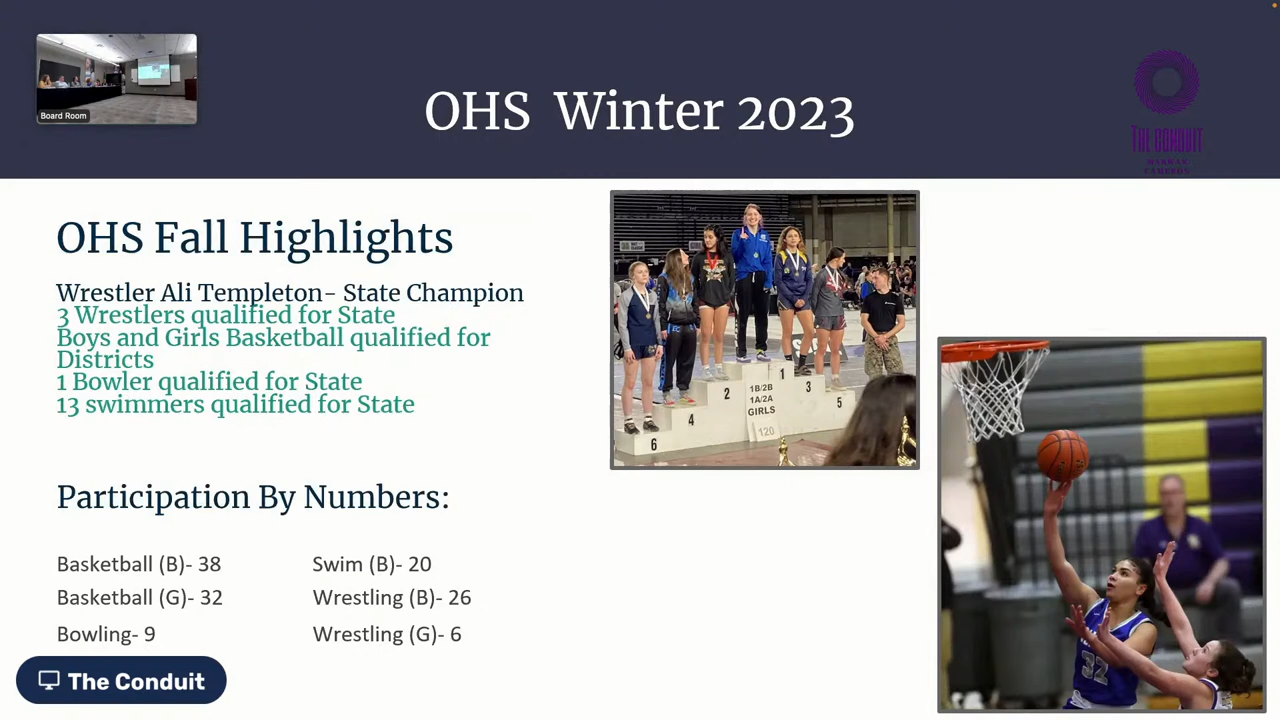 Board Room
OHS Winter 2023
THE CONDUIT
OHS Fall Highlights
Wrestler Ali Templeton- State Champion
3 Wrestlers qualified for State
Boys and Girls Basketball qualified for
Districts
1 Bowler qualified for State
13 swimmers qualified for State
Participation By Numbers:
Basketball (B)- 38
Swim (B)- 20
Basketball (G)- 32
Wrestling (B)- 26
Bowling- 9
Wrestling (G)- 6
The Conduit
1B/2B
1A/2A
GIRLS
120
1
2
3
4
5
6
32